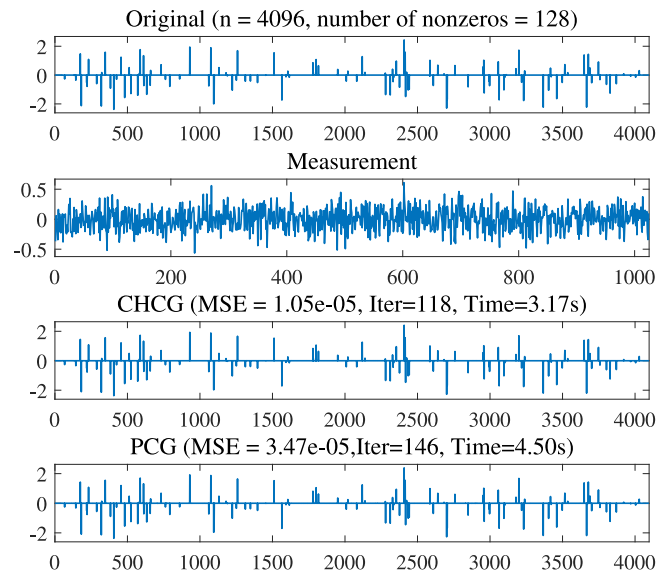 Original (n = 4096, number of nonzeros = 128)
2
0
-2
0 500 1000 1500 2000 2500 3000 3500 4000
Measurement
0.5
0
-0.5
0 200 400 600 800 1000
CHCG (MSE = 1.05e-05, Iter=118, Time=3.17s)
2
0
-2
0 500 1000 1500 2000 2500 3000 3500 4000
PCG (MSE = 3.47e-05,Iter=146, Time=4.50s)
2
0
-2
0 500 1000 1500 2000 2500 3000 3500 4000